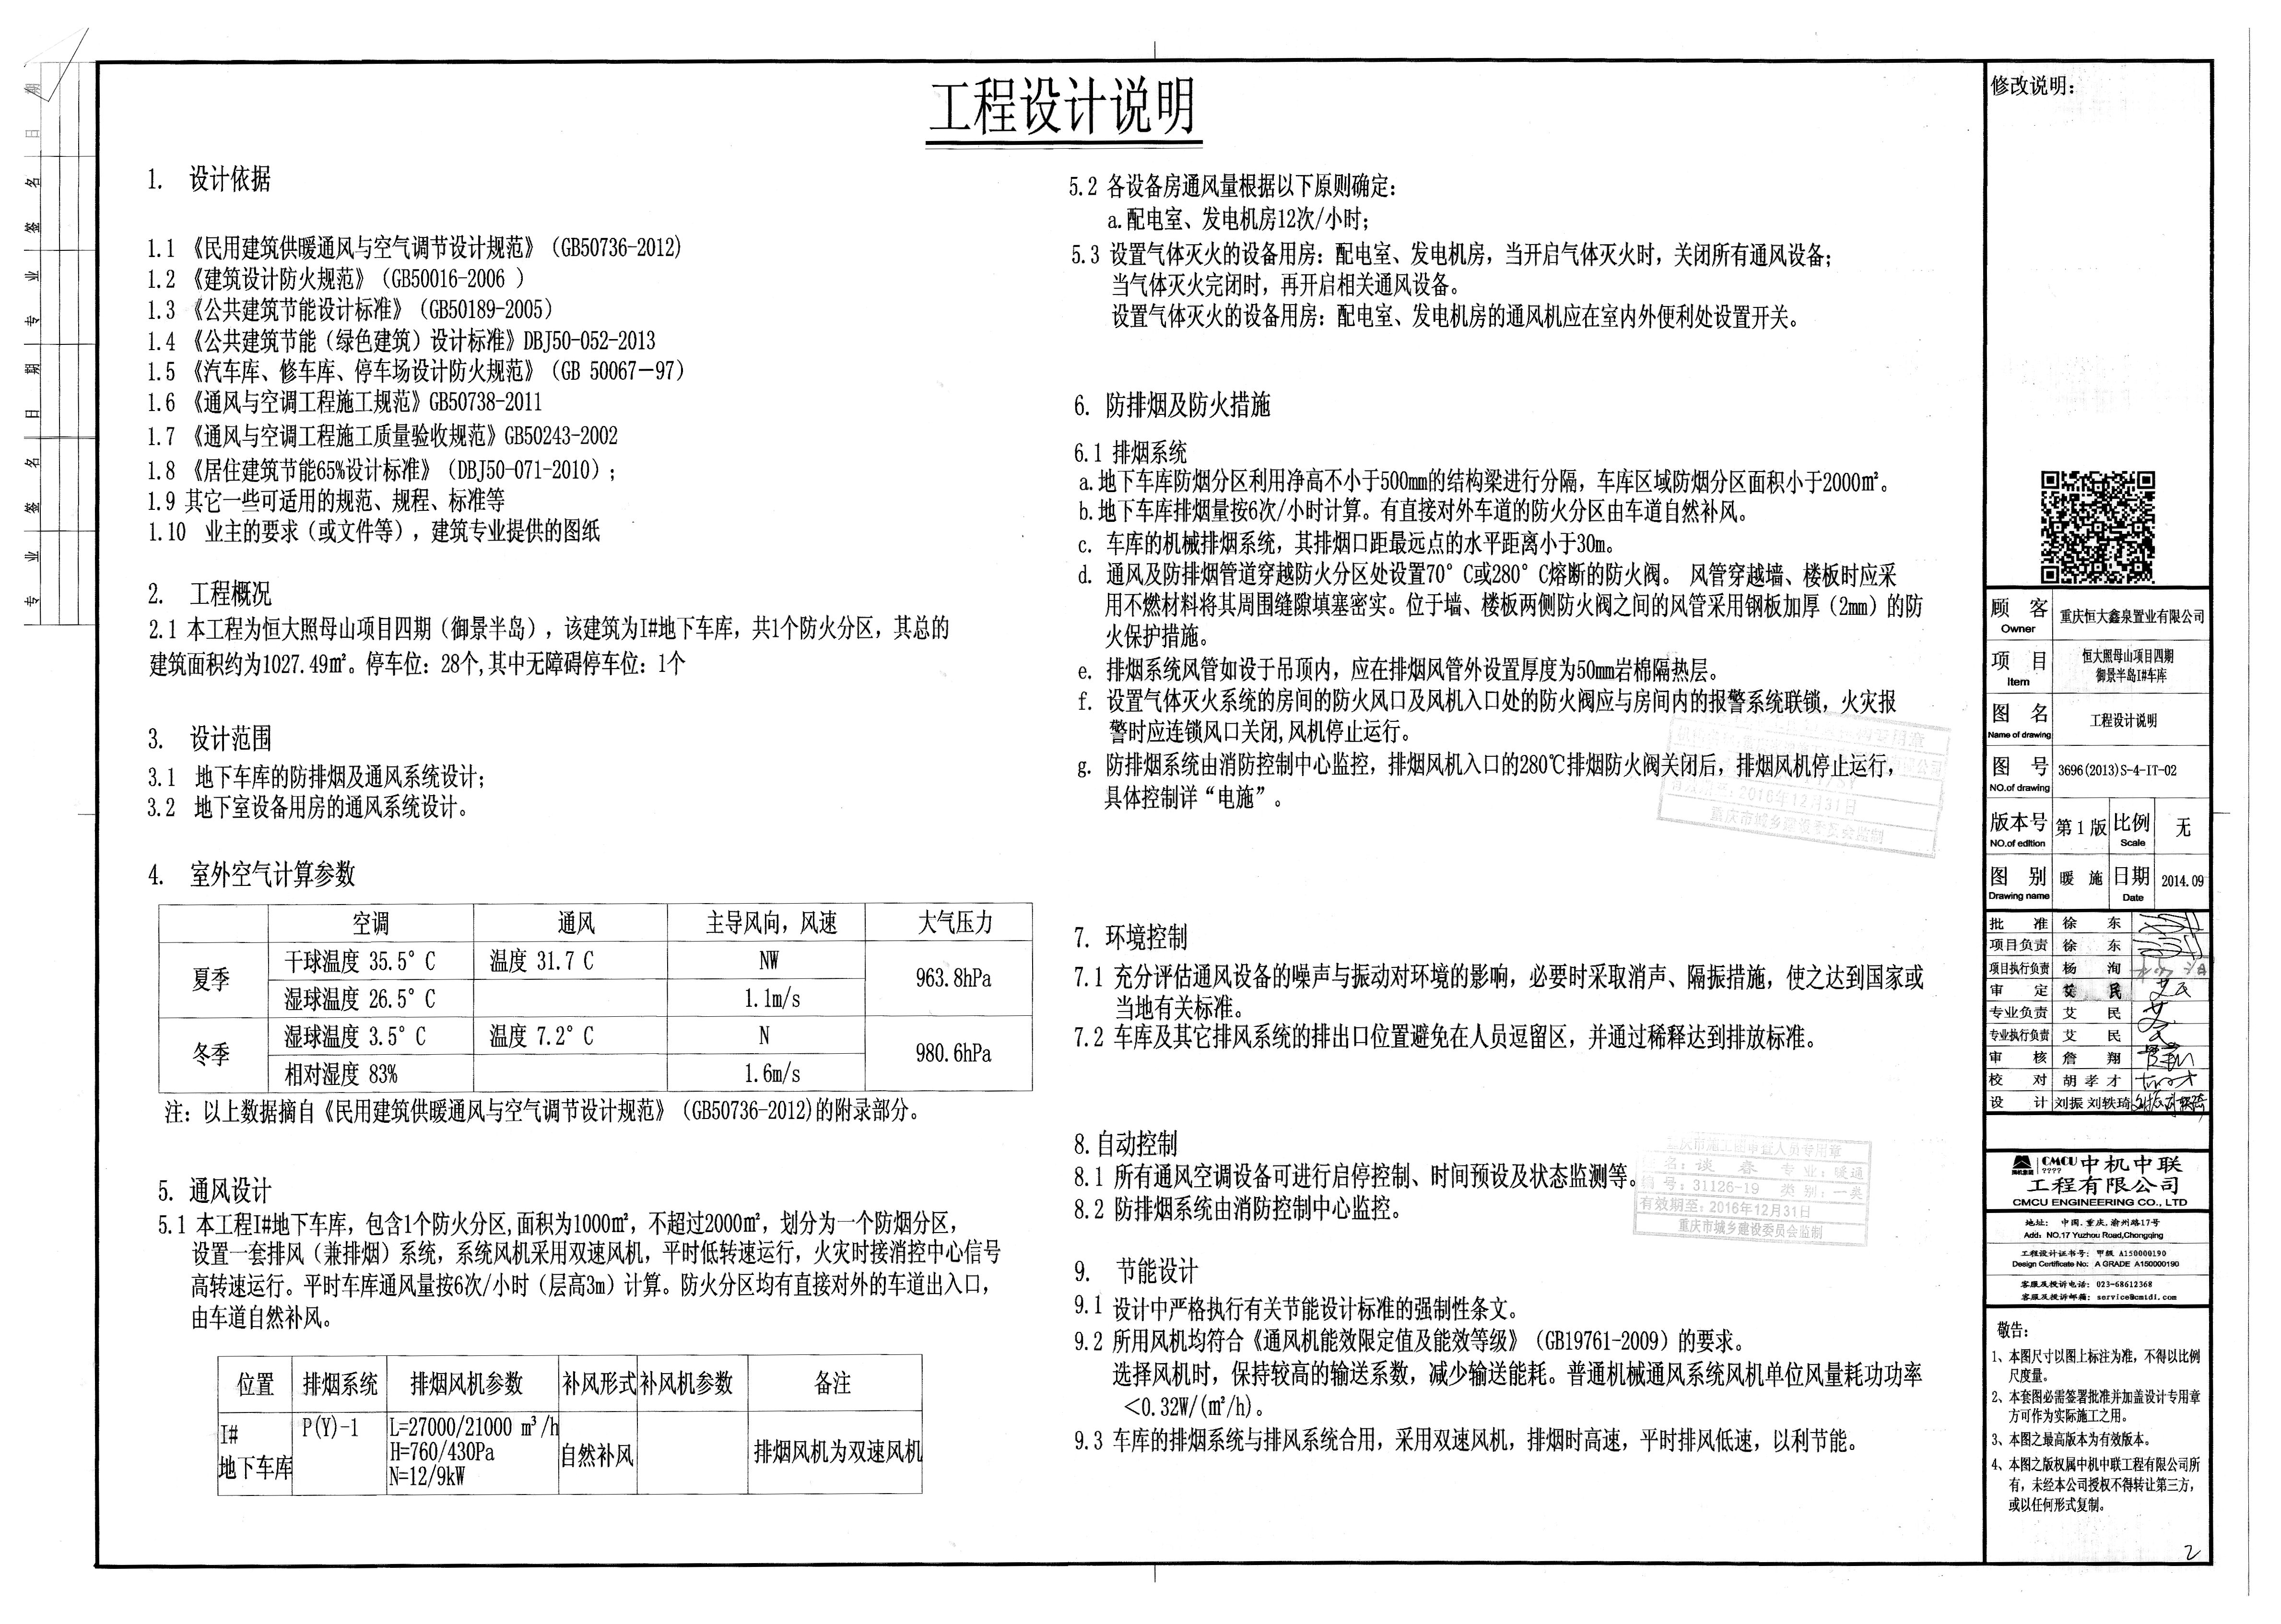 工程设计说明
1. 设计依据
1.1 《民用建筑供暖通风与空气调节设计规范》（GB50736-2012）
1.2 《建筑设计防火规范》（GB50016-2006 ）
1.3 《公共建筑节能设计标准》（GB50189-2005）
1.4 《公共建筑节能（绿色建筑）设计标准》DBJ50-052-2013
1.5 《汽车库、修车库、停车场设计防火规范》（GB 50067－97）
1.6 《通风与空调工程施工规范》GB50738-2011
1.7 《通风与空调工程施工质量验收规范》GB50243-2002
1.8 《居住建筑节能65%设计标准》（DBJ50-071-2010）；
1.9 其它一些可适用的规范、规程、标准等
1.10 业主的要求（或文件等），建筑专业提供的图纸
2. 工程概况
2.1 本工程为恒大照母山项目四期（御景半岛），该建筑为I#地下车库，共1个防火分区，其总的
建筑面积约为1027.49㎡。停车位：28个,其中无障碍停车位：1个
3. 设计范围
3.1 地下车库的防排烟及通风系统设计；
3.2 地下室设备用房的通风系统设计。
4. 室外空气计算参数
空调 通风 主导风向，风速 大气压力
夏季 干球温度 35.5° C 温度 31.7 C NW 963.8hPa
湿球温度 26.5° C 1.1m/s
冬季 湿球温度 3.5° C 温度 7.2° C N 980.6hPa
相对湿度 83% 1.6m/s
注：以上数据摘自《民用建筑供暖通风与空气调节设计规范》（GB50736-2012)的附录部分。
5. 通风设计
5.1 本工程I#地下车库，包含1个防火分区,面积为1000㎡，不超过2000㎡，划分为一个防烟分区，
设置一套排风（兼排烟）系统，系统风机采用双速风机，平时低转速运行，火灾时接消控中心信号
高转速运行。平时车库通风量按6次/小时（层高3m）计算。防火分区均有直接对外的车道出入口，
由车道自然补风。
位置 排烟系统 排烟风机参数 补风形式 补风机参数 备注
I#
地下车库 P(Y)-1 L=27000/21000 m³/h
H=760/430Pa
N=12/9kW
自然补风 排烟风机为双速风机
5.2 各设备房通风量根据以下原则确定：
a.配电室、发电机房12次/小时；
5.3 设置气体灭火的设备用房：配电室、发电机房，当开启气体灭火时，关闭所有通风设备；
当气体灭火完闭时，再开启相关通风设备。
设置气体灭火的设备用房：配电室、发电机房的通风机应在室内外便利处设置开关。
6. 防排烟及防火措施
6.1 排烟系统
a.地下车库防烟分区利用净高不小于500mm的结构梁进行分隔，车库区域防烟分区面积小于2000㎡。
b.地下车库排烟量按6次/小时计算。有直接对外车道的防火分区由车道自然补风。
c. 车库的机械排烟系统，其排烟口距最远点的水平距离小于30m。
d. 通风及防排烟管道穿越防火分区处设置70° C或280° C熔断的防火阀。 风管穿越墙、楼板时应采
用不燃材料将其周围缝隙填塞密实。位于墙、楼板两侧防火阀之间的风管采用钢板加厚（2mm）的防
火保护措施。
e. 排烟系统风管如设于吊顶内，应在排烟风管外设置厚度为50mm岩棉隔热层。
f. 设置气体灭火系统的房间的防火风口及风机入口处的防火阀应与房间内的报警系统联锁，火灾报
警时应连锁风口关闭,风机停止运行。
g. 防排烟系统由消防控制中心监控，排烟风机入口的280℃排烟防火阀关闭后，排烟风机停止运行，
具体控制详“电施”。
2016年12月31日
重庆市城乡建设委员会监制
7. 环境控制
7.1 充分评估通风设备的噪声与振动对环境的影响，必要时采取消声、隔振措施，使之达到国家或
当地有关标准。
7.2 车库及其它排风系统的排出口位置避免在人员逗留区，并通过稀释达到排放标准。
8.自动控制
8.1 所有通风空调设备可进行启停控制、时间预设及状态监测等。
8.2 防排烟系统由消防控制中心监控。
重庆市施工图审查人员专用章
名：谈 春 专 业：暖通
编 号：31126-19 类 别：一类
有效期至：2016年12月31日
重庆市城乡建设委员会监制
9. 节能设计
9.1 设计中严格执行有关节能设计标准的强制性条文。
9.2 所用风机均符合《通风机能效限定值及能效等级》（GB19761-2009）的要求。
选择风机时，保持较高的输送系数，减少输送能耗。普通机械通风系统风机单位风量耗功功率
＜0.32W/(㎡/h)。
9.3 车库的排烟系统与排风系统合用，采用双速风机，排烟时高速，平时排风低速，以利节能。
修改说明：
顾 客 重庆恒大鑫泉置业有限公司
Owner
项 目 恒大照母山项目四期
御景半岛I#车库
Item
图 名 工程设计说明
Name of drawing
图 号 3696(2013)S-4-IT-02
NO.of drawing
版本号 第 1 版 比例 无
NO.of edition Scale
图 别 暖 施 日期 2014.09
Drawing name Date
批 准 徐 东
项目负责 徐 东
项目执行负责 杨 洵
审 定 艾 民
专业负责 艾 民
专业执行负责 艾 民
审 核 詹 翔
校 对 胡 孝 才
设 计 刘振 刘轶琦
CMCU 中机中联
????
工程有限公司
CMCU ENGINEERING CO., LTD
地址： 中国.重庆.渝州路17号
Add: NO.17 Yuzhou Road,Chongqing
工程设计证书号： 甲级 A150000190
Design Certificate No: A GRADE A150000190
客服及投诉电话：023-68612368
客服及投诉邮箱：service@cmtdi.com
敬告：
1、本图尺寸以图上标注为准，不得以比例
尺度量。
2、本套图必需签署批准并加盖设计专用章
方可作为实际施工之用。
3、本图之最高版本为有效版本。
4、本图之版权属中机中联工程有限公司所
有，未经本公司授权不得转让第三方，
或以任何形式复制。
2
专 业 签 名 日 期
专 业 签 名 日 期